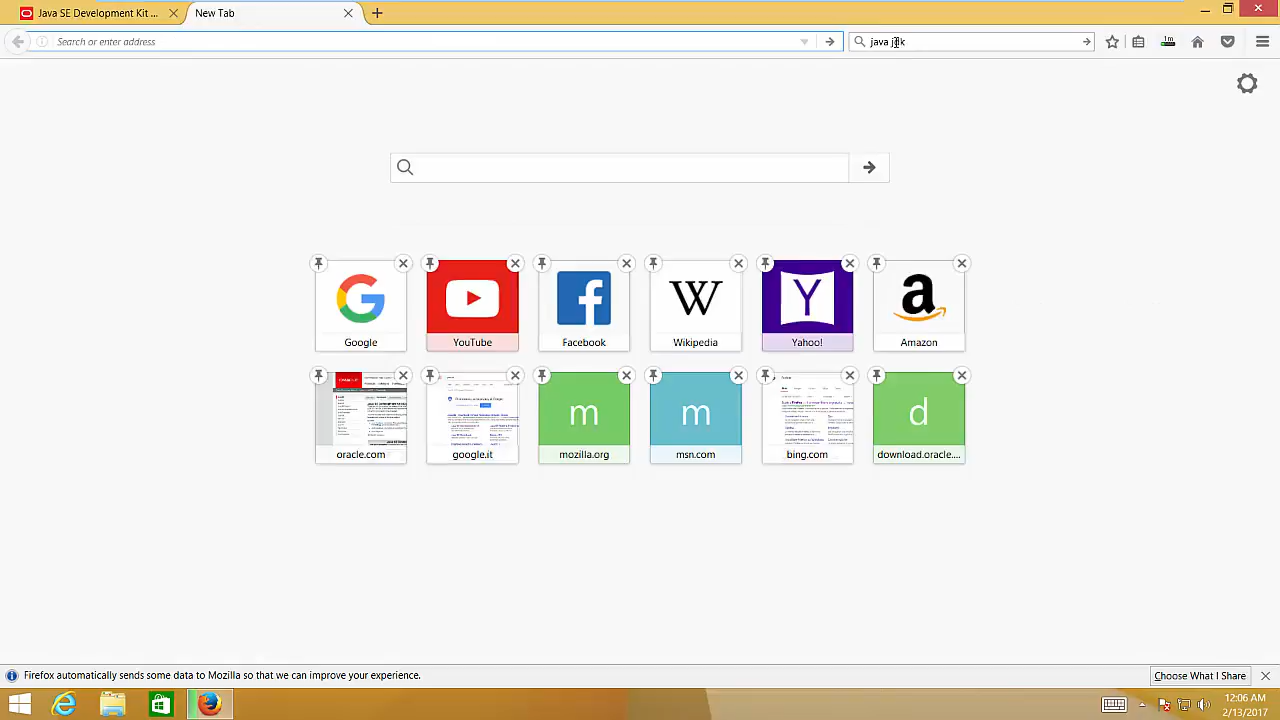 Java SE Development Kit ...
New Tab
Search or enter address
java jdk
Google
YouTube
Facebook
Wikipedia
Yahoo!
Amazon
oracle.com
google.it
m
mozilla.org
m
msn.com
bing.com
d
download.oracle....
Firefox automatically sends some data to Mozilla so that we can improve your experience.
Choose What I Share
12:06 AM
2/13/2017